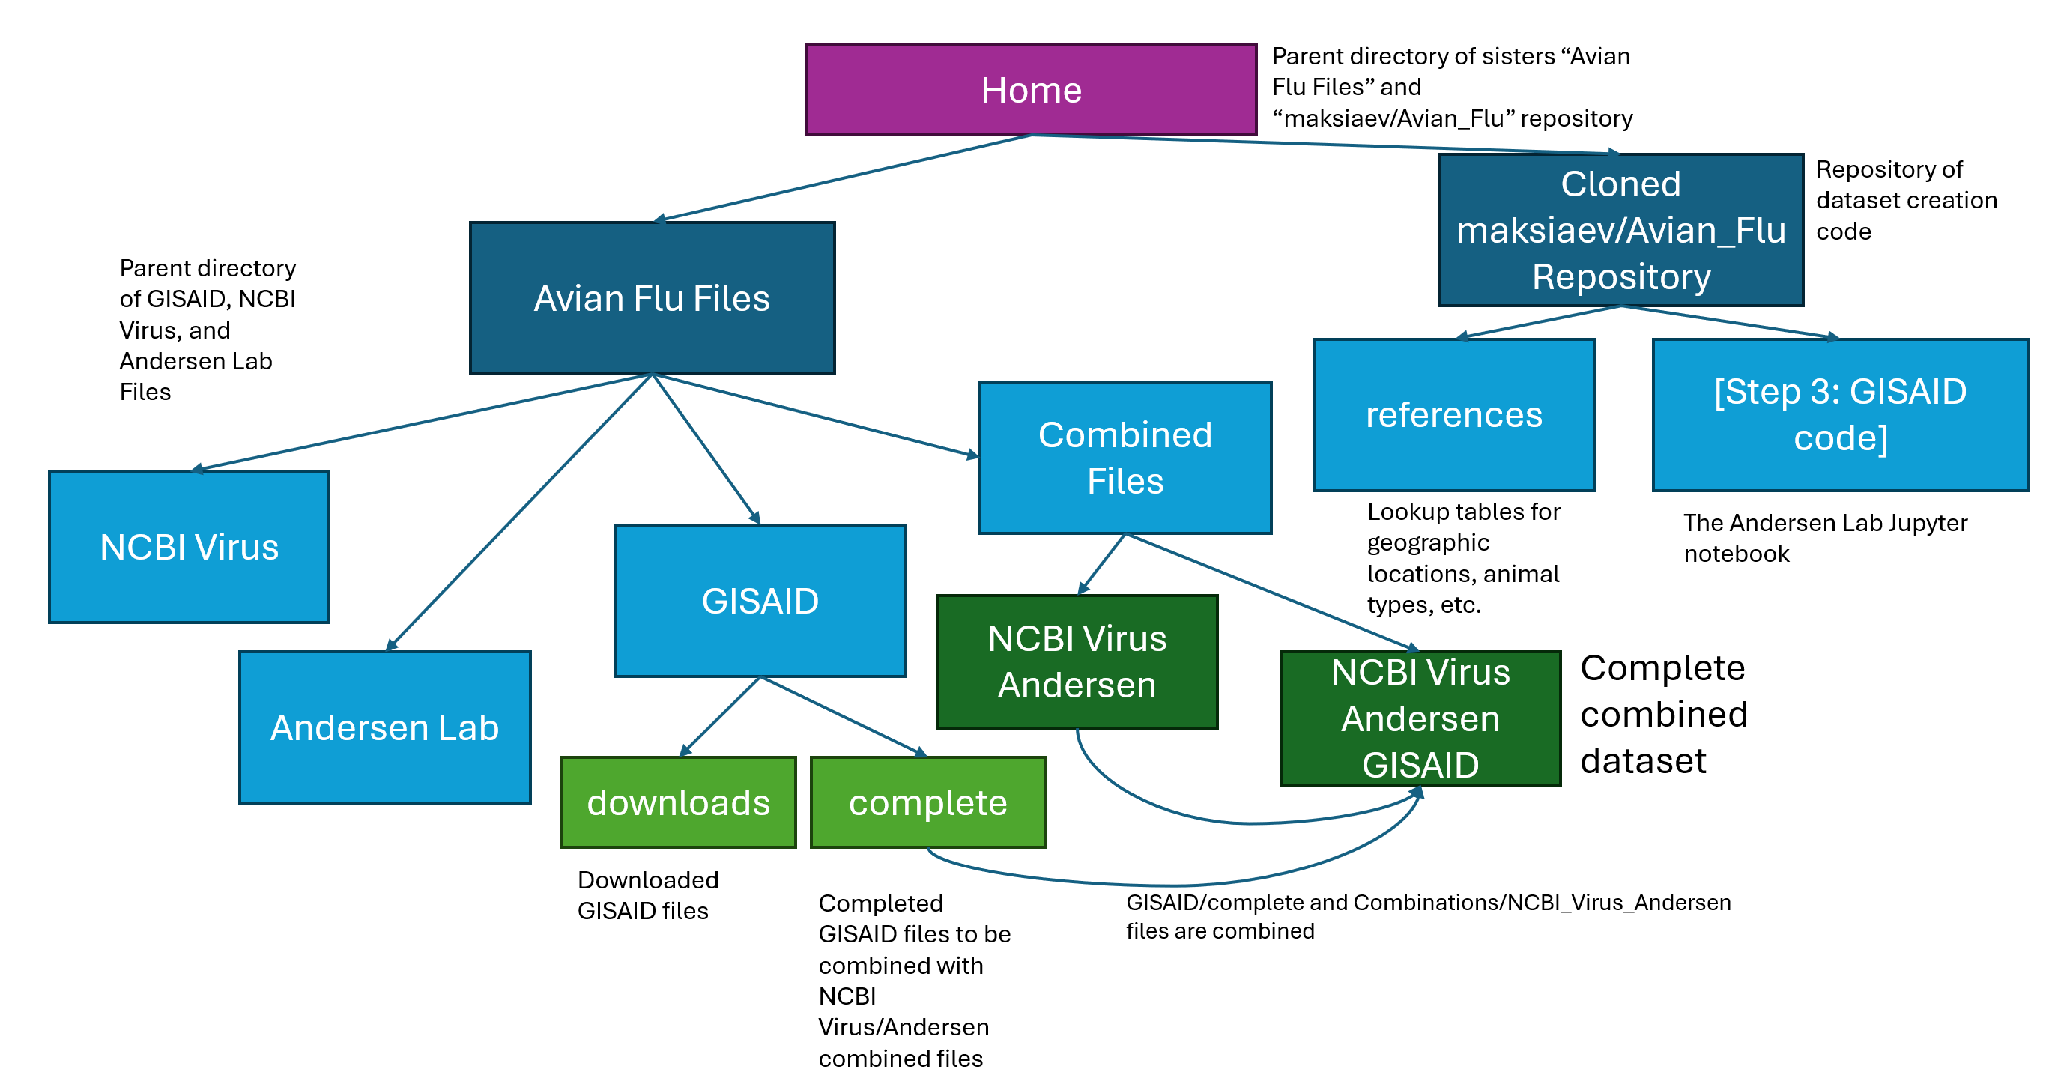 Home
Parent directory of sisters “Avian
Flu Files” and
“maksiaev/Avian_Flu” repository
Cloned
maksiaev/Avian_Flu
Repository
Repository of
dataset creation
code
Avian Flu Files
Parent directory
of GISAID, NCBI
Virus, and
Andersen Lab
Files
references
[Step 3: GISAID
code]
Combined
Files
NCBI Virus
GISAID
Lookup tables for
geographic
locations, animal
types, etc.
The Andersen Lab Jupyter
notebook
NCBI Virus
Andersen
NCBI Virus
Andersen
GISAID
Complete
combined
dataset
Andersen Lab
downloads
complete
Downloaded
GISAID files
Completed
GISAID files to be
combined with
NCBI
Virus/Andersen
combined files
GISAID/complete and Combinations/NCBI_Virus_Andersen
files are combined